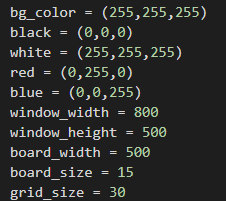 bg_color = (255,255,255)
black = (0,0,0)
white = (255,255,255)
red = (0,255,0)
blue = (0,0,255)
window_width = 800
window_height = 500
board_width = 500
board_size = 15
grid_size = 30